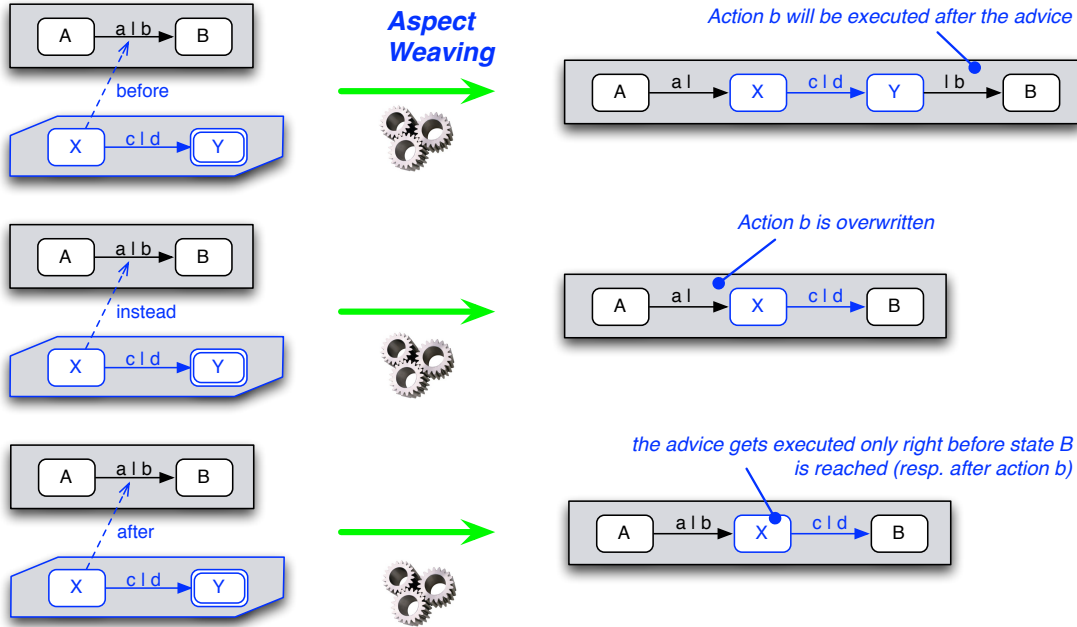 Aspect
Weaving
Action b will be executed after the advice
A
a l b
B
before
X
c l d
Y
A
a l
X
c l d
Y
l b
B
Action b is overwritten
A
a l b
B
instead
X
c l d
Y
A
a l
X
c l d
B
the advice gets executed only right before state B
is reached (resp. after action b)
A
a l b
B
after
X
c l d
Y
A
a l b
X
c l d
B